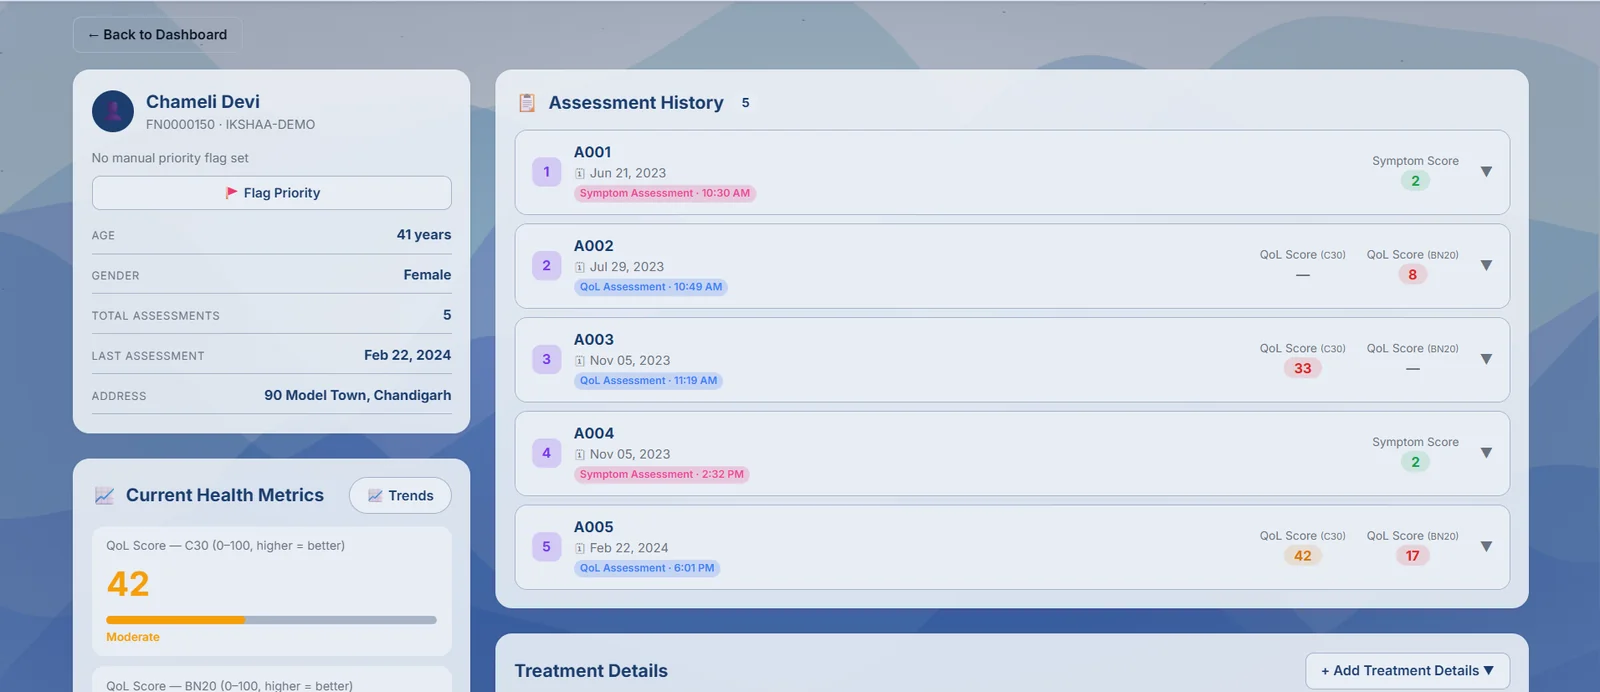 ← Back to Dashboard
Chameli Devi
FN0000150 · IKSHAA-DEMO
No manual priority flag set
Flag Priority
AGE 41 years
GENDER Female
TOTAL ASSESSMENTS 5
LAST ASSESSMENT Feb 22, 2024
ADDRESS 90 Model Town, Chandigarh
Current Health Metrics
Trends
QoL Score — C30 (0–100, higher = better)
42
Moderate
QoL Score — BN20 (0–100, higher = better)
Assessment History 5
1
A001
Jun 21, 2023
Symptom Assessment · 10:30 AM
Symptom Score
2
▼
2
A002
Jul 29, 2023
QoL Assessment · 10:49 AM
QoL Score (C30) QoL Score (BN20)
— 8
▼
3
A003
Nov 05, 2023
QoL Assessment · 11:19 AM
QoL Score (C30) QoL Score (BN20)
33 —
▼
4
A004
Nov 05, 2023
Symptom Assessment · 2:32 PM
Symptom Score
2
▼
5
A005
Feb 22, 2024
QoL Assessment · 6:01 PM
QoL Score (C30) QoL Score (BN20)
42 17
▼
Treatment Details
+ Add Treatment Details ▼